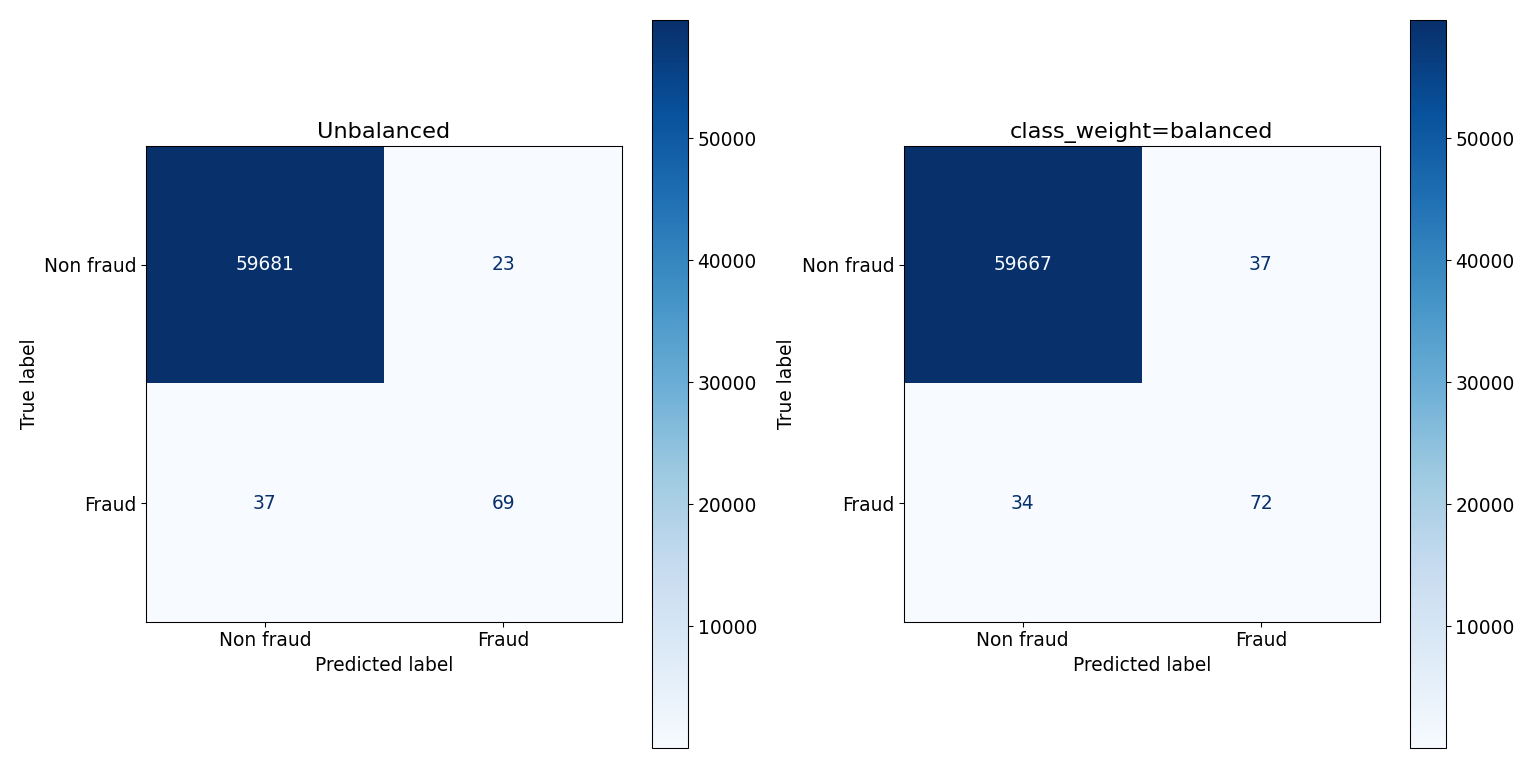 Unbalanced
Non fraud
Fraud
True label
59681
23
37
69
Non fraud
Fraud
Predicted label
50000
40000
30000
20000
10000
class_weight=balanced
Non fraud
Fraud
True label
59667
37
34
72
Non fraud
Fraud
Predicted label
50000
40000
30000
20000
10000